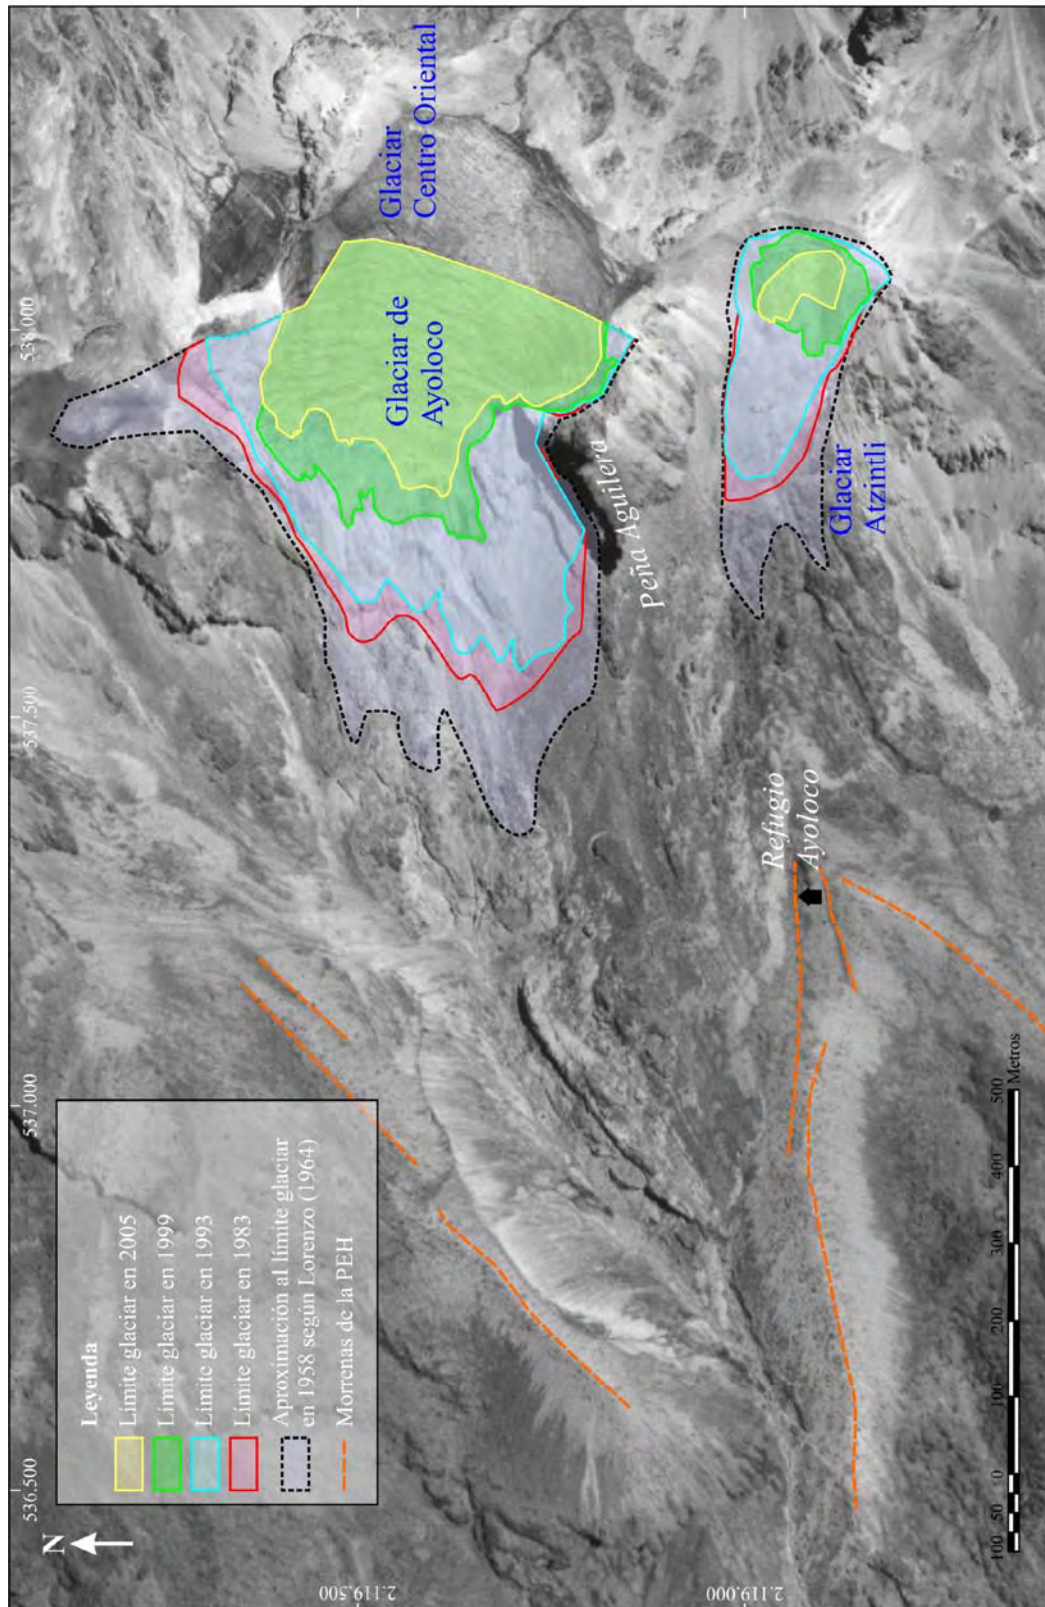 536.500
537.000
537.500
538.000
N
Leyenda
Límite glaciar en 2005
Límite glaciar en 1999
Límite glaciar en 1993
Límite glaciar en 1983
Aproximación al límite glaciar
en 1958 según Lorenzo (1964)
Morrenas de la PEH
Glaciar
Centro Oriental
Glaciar de
Ayoloco
Peña Aguilera
2.119.500
Glaciar
Atzintli
Refugio
Ayoloco
2.119.000
100 50 0 100 200 300 400 500
Metros